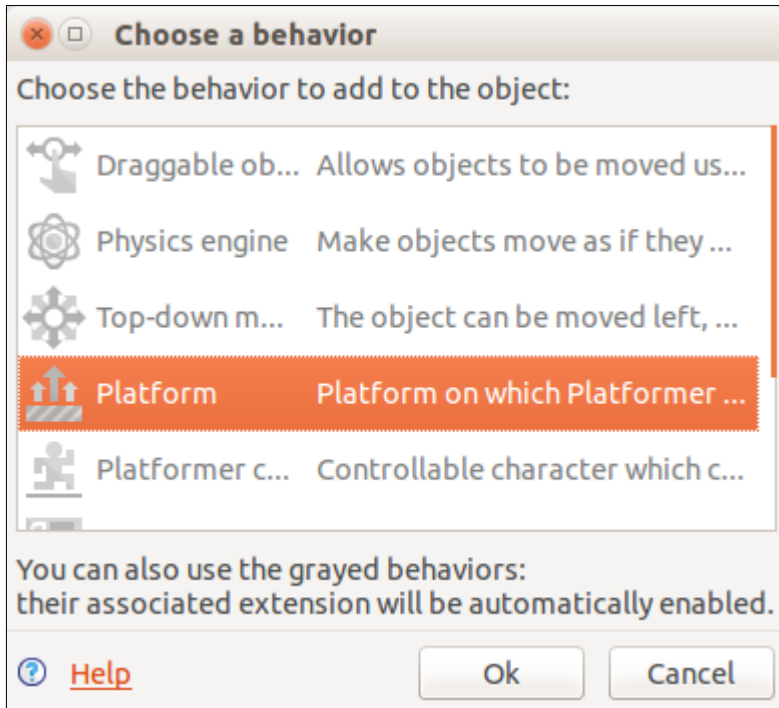 Choose a behavior
Choose the behavior to add to the object:
Draggable ob... Allows objects to be moved us...
Physics engine Make objects move as if they ...
Top-down m... The object can be moved left, ...
Platform Platform on which Platformer ...
Platformer c... Controllable character which c...
You can also use the grayed behaviors:
their associated extension will be automatically enabled.
Help Ok Cancel